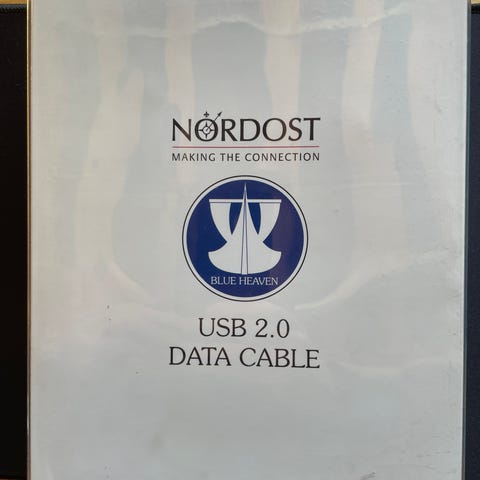 NORDOST
MAKING THE CONNECTION
BLUE HEAVEN
USB 2.0
DATA CABLE